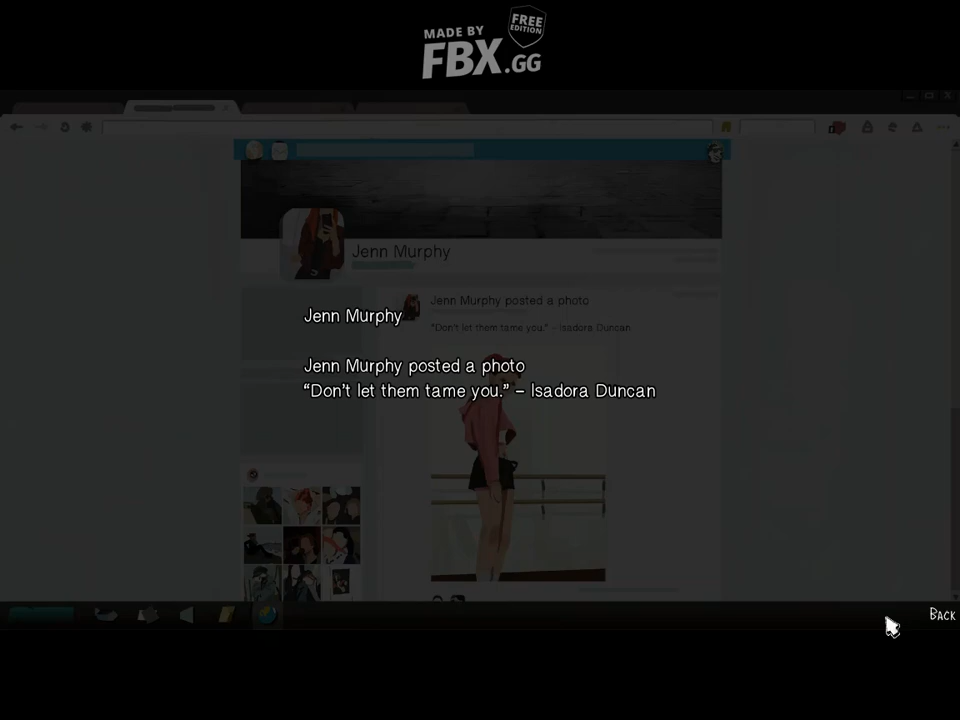 MADE BY
FREE
EDITION
FBX.GG
Jenn Murphy
Jenn Murphy posted a photo
"Don't let them tame you." – Isadora Duncan
Jenn Murphy
Jenn Murphy posted a photo
“Don’t let them tame you.” – Isadora Duncan
BACK